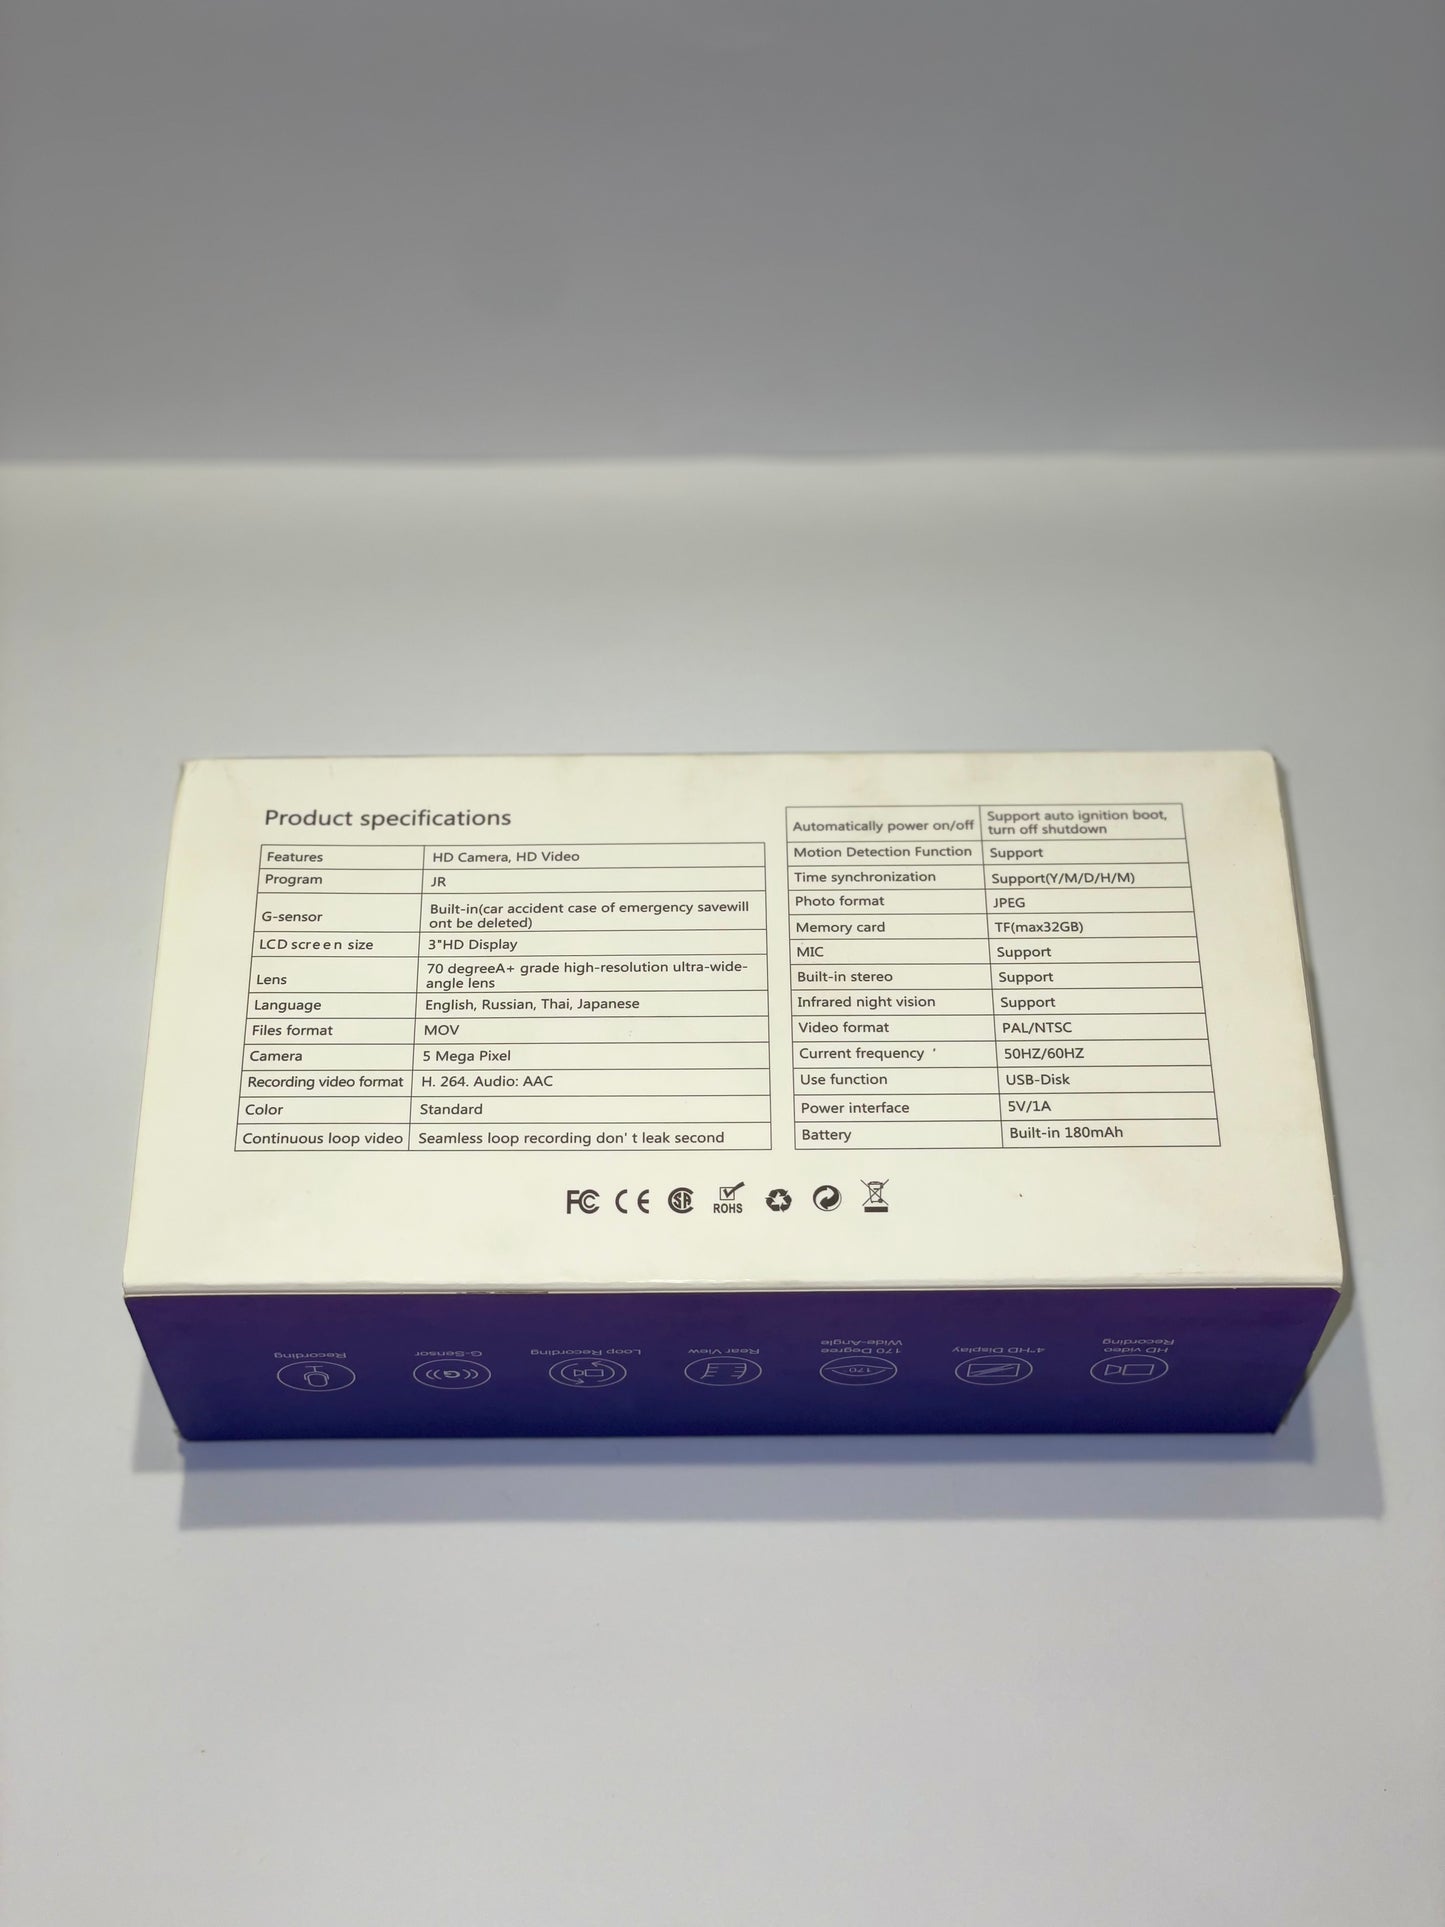 Product specifications
Features HD Camera, HD Video
Program JR
G-sensor Built-in(car accident case of emergency savewill
ont be deleted)
LCD screen size 3"HD Display
Lens 70 degreeA+ grade high-resolution ultra-wide-
angle lens
Language English, Russian, Thai, Japanese
Files format MOV
Camera 5 Mega Pixel
Recording video format H. 264. Audio: AAC
Color Standard
Continuous loop video Seamless loop recording don' t leak second
Automatically power on/off Support auto ignition boot,
turn off shutdown
Motion Detection Function Support
Time synchronization Support(Y/M/D/H/M)
Photo format JPEG
Memory card TF(max32GB)
MIC Support
Built-in stereo Support
Infrared night vision Support
Video format PAL/NTSC
Current frequency ' 50HZ/60HZ
Use function USB-Disk
Power interface 5V/1A
Battery Built-in 180mAh
FC CE SA ROHS
HD video
Recording
4"HD Display
170
170 Degree
Wide-Angle
Rear View
Loop Recording
G
G-Sensor
Recording